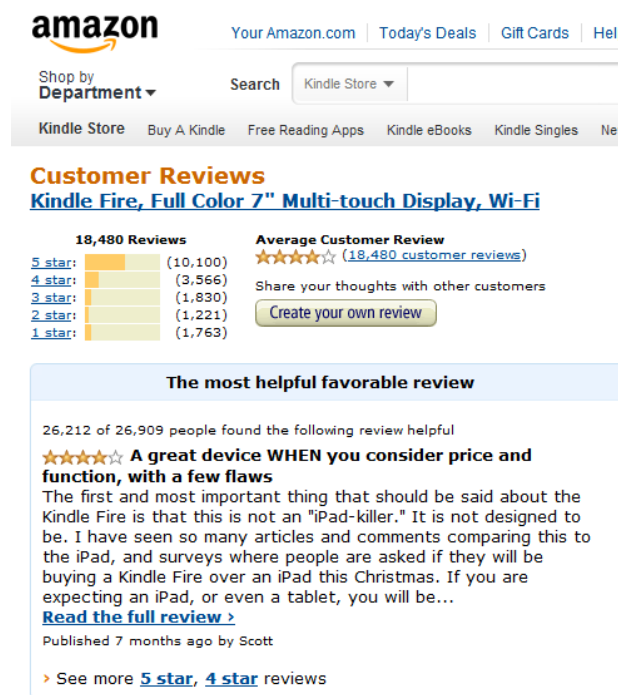 amazon
Your Amazon.com Today's Deals Gift Cards Hel
Shop by
Department
Search Kindle Store
Kindle Store Buy A Kindle Free Reading Apps Kindle eBooks Kindle Singles Ne
Customer Reviews
Kindle Fire, Full Color 7" Multi-touch Display, Wi-Fi
18,480 Reviews
5 star: (10,100)
4 star: (3,566)
3 star: (1,830)
2 star: (1,221)
1 star: (1,763)
Average Customer Review
(18,480 customer reviews)
Share your thoughts with other customers
Create your own review
The most helpful favorable review
26,212 of 26,909 people found the following review helpful
A great device WHEN you consider price and
function, with a few flaws
The first and most important thing that should be said about the
Kindle Fire is that this is not an "iPad-killer." It is not designed to
be. I have seen so many articles and comments comparing this to
the iPad, and surveys where people are asked if they will be
buying a Kindle Fire over an iPad this Christmas. If you are
expecting an iPad, or even a tablet, you will be...
Read the full review ›
Published 7 months ago by Scott
› See more 5 star, 4 star reviews